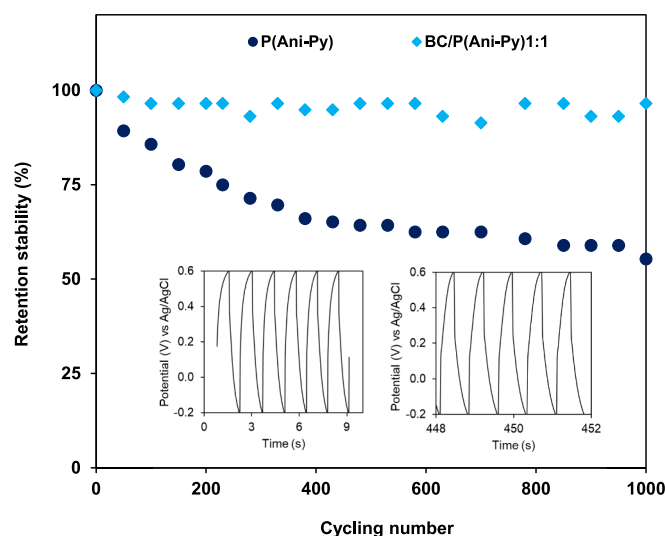 P(Ani-Py) BC/P(Ani-Py)1:1
Retention stability (%)
100
75
50
25
0
0 200 400 600 800 1000
Cycling number
Potential (V) vs Ag/AgCl
0.6
0.4
0.2
0.0
-0.2
0 3 6 9
Time (s)
Potential (V) vs Ag/AgCl
0.6
0.4
0.2
0.0
-0.2
448 450 452
Time (s)